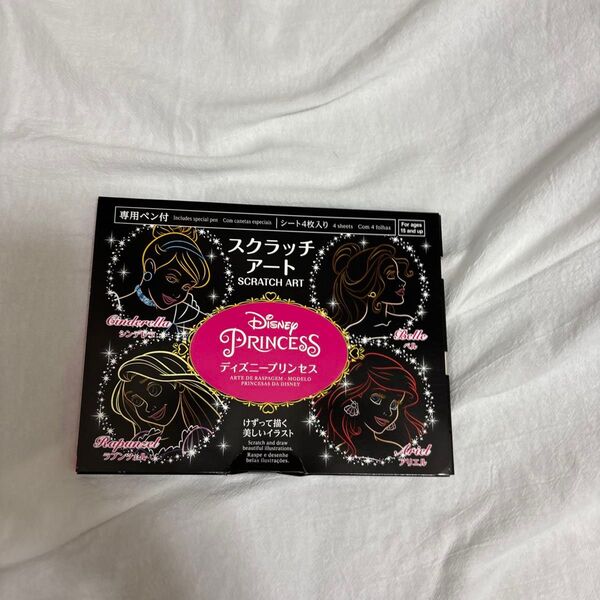 専用ペン付 Includes special pen Com canetas especiais シート4枚入り 4 sheets Com 4 folhas
For ages
15 and up
スクラッチ
アート
SCRATCH ART
Cinderella
シンデレラ
Belle
ベル
Disney
PRINCESS
ディズニープリンセス
ARTE DE RASPAGEM - MODELO
PRINCESAS DA DISNEY
Rapunzel
ラプンツェル
Ariel
アリエル
けずって描く
美しいイラスト
Scratch and draw
beautiful illustrations.
Raspe e desenhe
belas ilustrações.